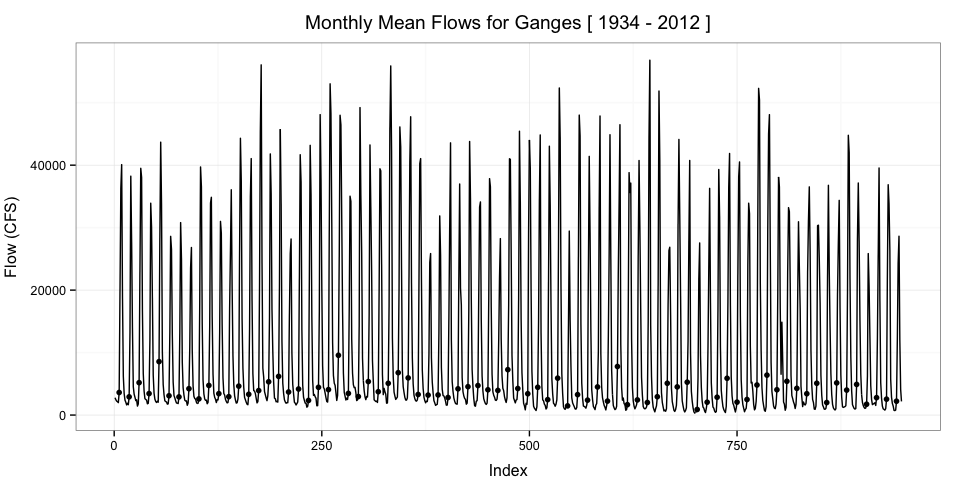 Monthly Mean Flows for Ganges [ 1934 - 2012 ]
Flow (CFS)
40000
20000
0
0 250 500 750
Index